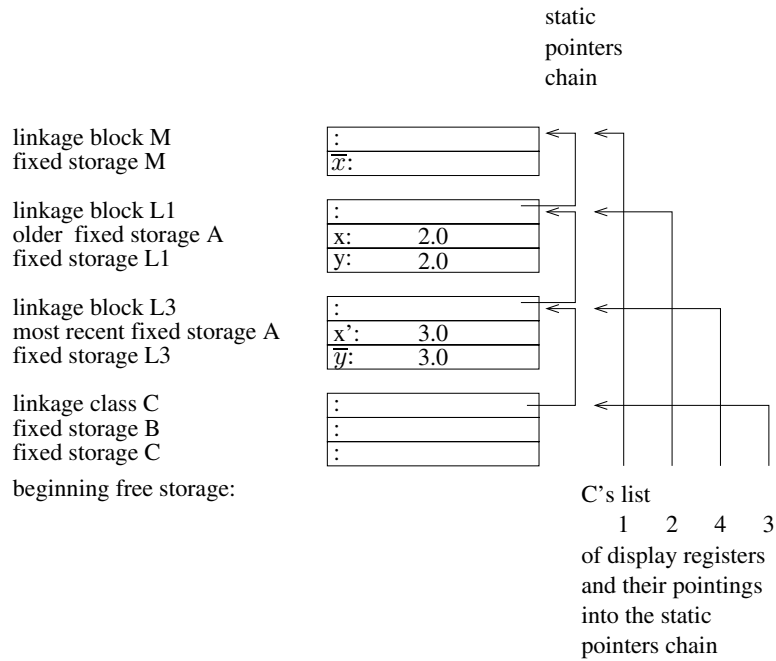 static
pointers
chain
linkage block M :
fixed storage M x̅:
linkage block L1 :
older fixed storage A x: 2.0
fixed storage L1 y: 2.0
linkage block L3 :
most recent fixed storage A x’: 3.0
fixed storage L3 y̅: 3.0
linkage class C :
fixed storage B :
fixed storage C :
beginning free storage:
C’s list
1 2 4 3
of display registers
and their pointings
into the static
pointers chain